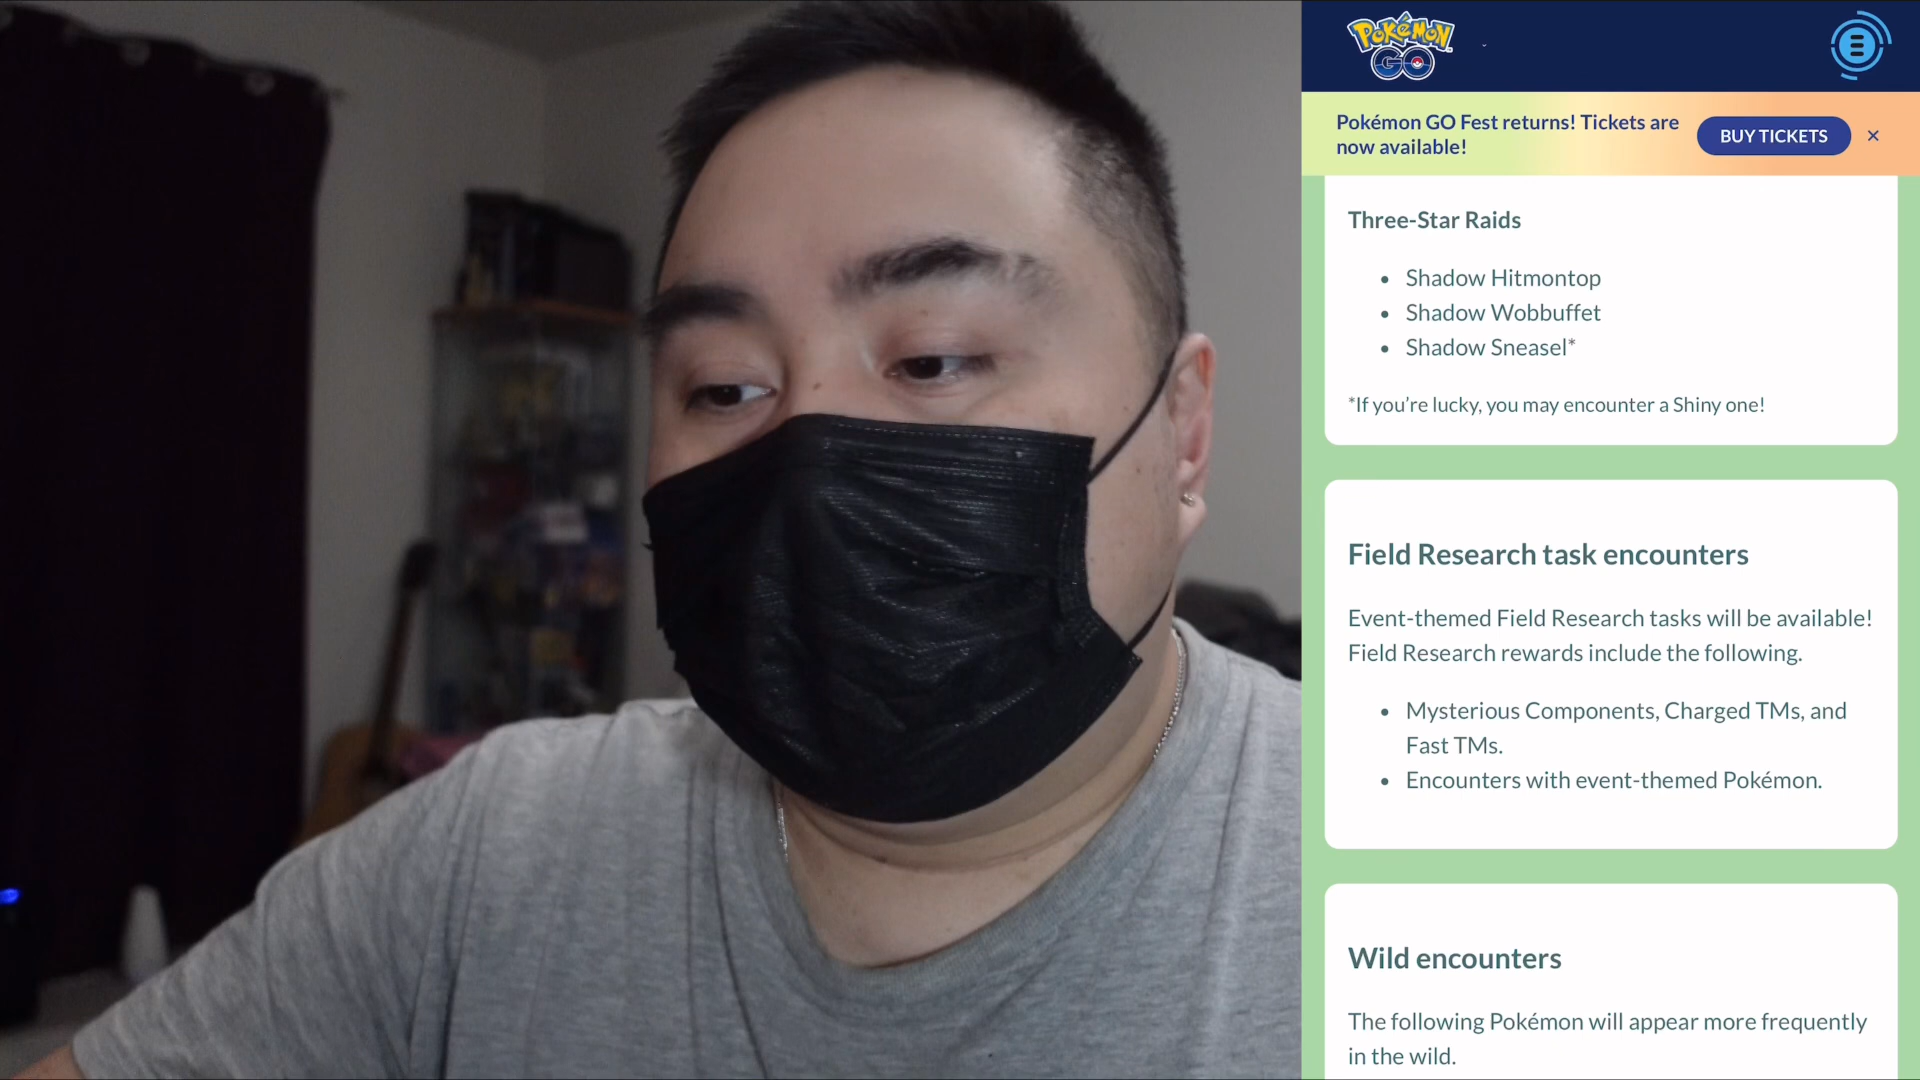 POKéMON
GO
Pokémon GO Fest returns! Tickets are
now available!
BUY TICKETS
Three-Star Raids
Shadow Hitmontop
Shadow Wobbuffet
Shadow Sneasel*
*If you’re lucky, you may encounter a Shiny one!
Field Research task encounters
Event-themed Field Research tasks will be available!
Field Research rewards include the following.
Mysterious Components, Charged TMs, and
Fast TMs.
Encounters with event-themed Pokémon.
Wild encounters
The following Pokémon will appear more frequently
in the wild.